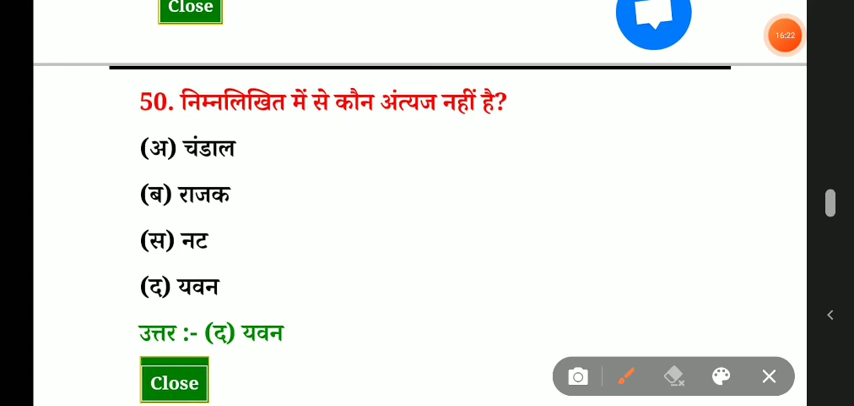 Close
16:22
50. निम्नलिखित में से कौन अंत्यज नहीं है?
(अ) चंडाल
(ब) राजक
(स) नट
(द) यवन
उत्तर :- (द) यवन
Close